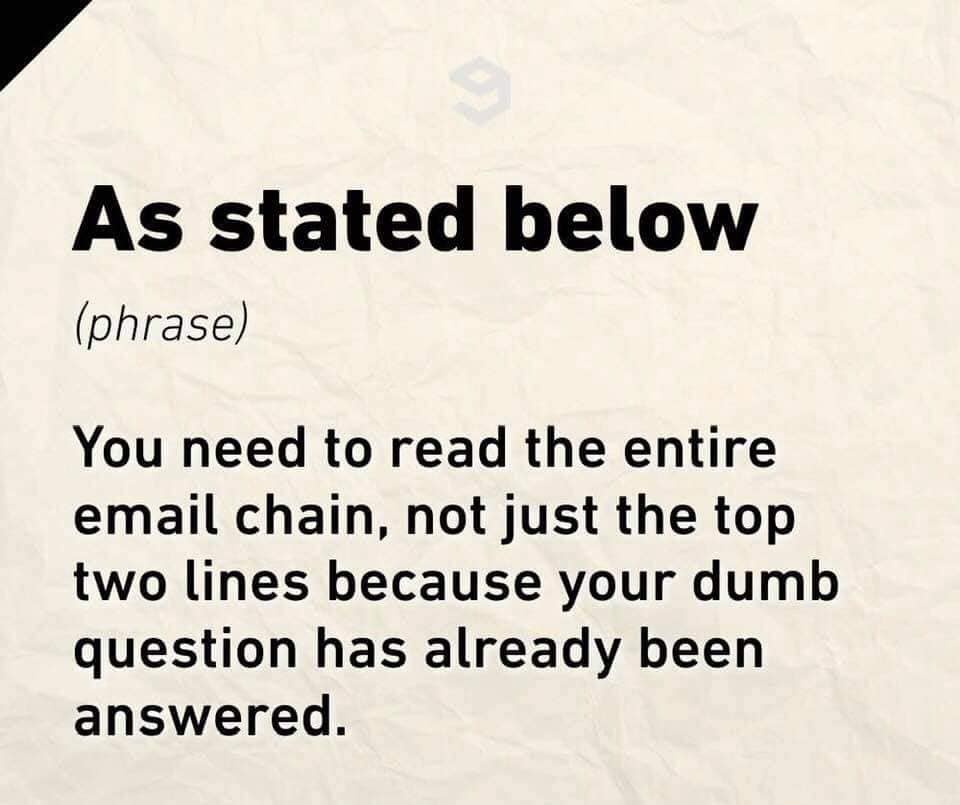 As stated below
(phrase)
You need to read the entire
email chain, not just the top
two lines because your dumb
question has already been
answered.